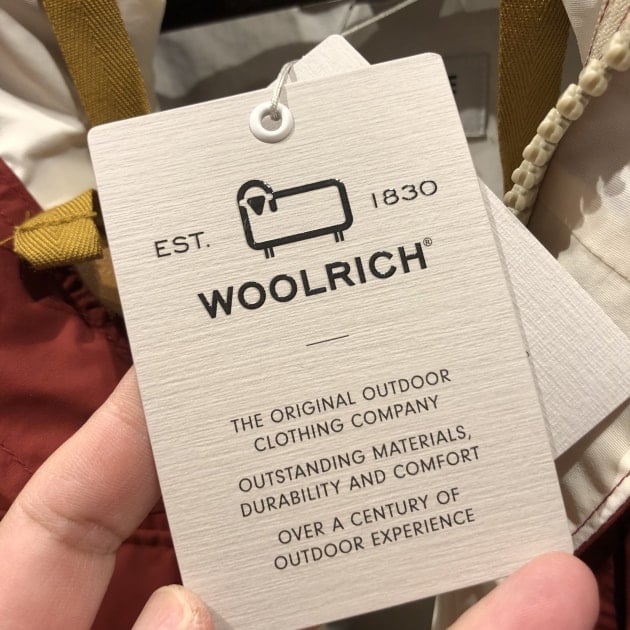 EST. 1830
WOOLRICH®
THE ORIGINAL OUTDOOR
CLOTHING COMPANY
OUTSTANDING MATERIALS,
DURABILITY AND COMFORT
OVER A CENTURY OF
OUTDOOR EXPERIENCE